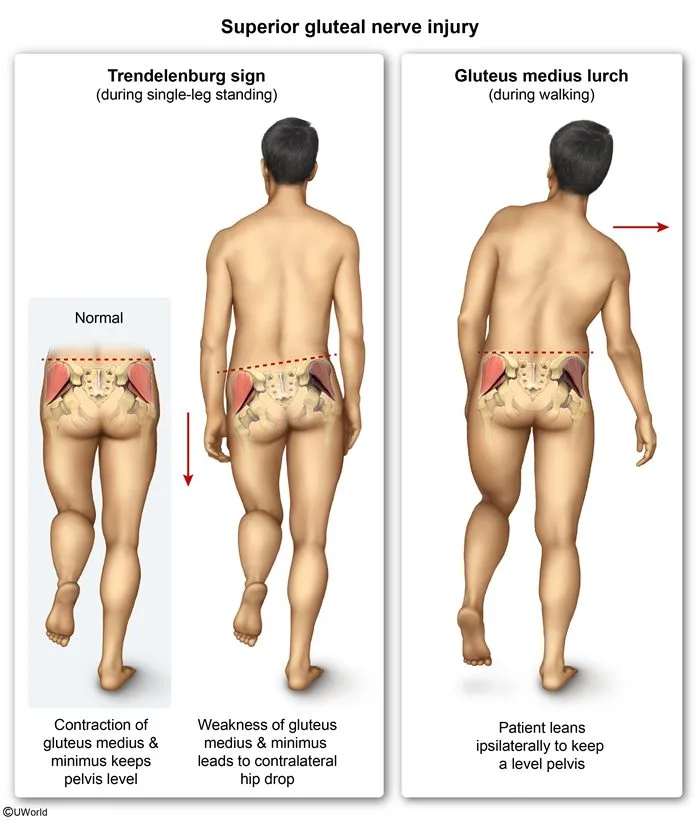 Superior gluteal nerve injury
Trendelenburg sign
(during single-leg standing)
Normal
Contraction of
gluteus medius &
minimus keeps
pelvis level
Weakness of gluteus
medius & minimus
leads to contralateral
hip drop
Gluteus medius lurch
(during walking)
Patient leans
ipsilaterally to keep
a level pelvis
©UWorld